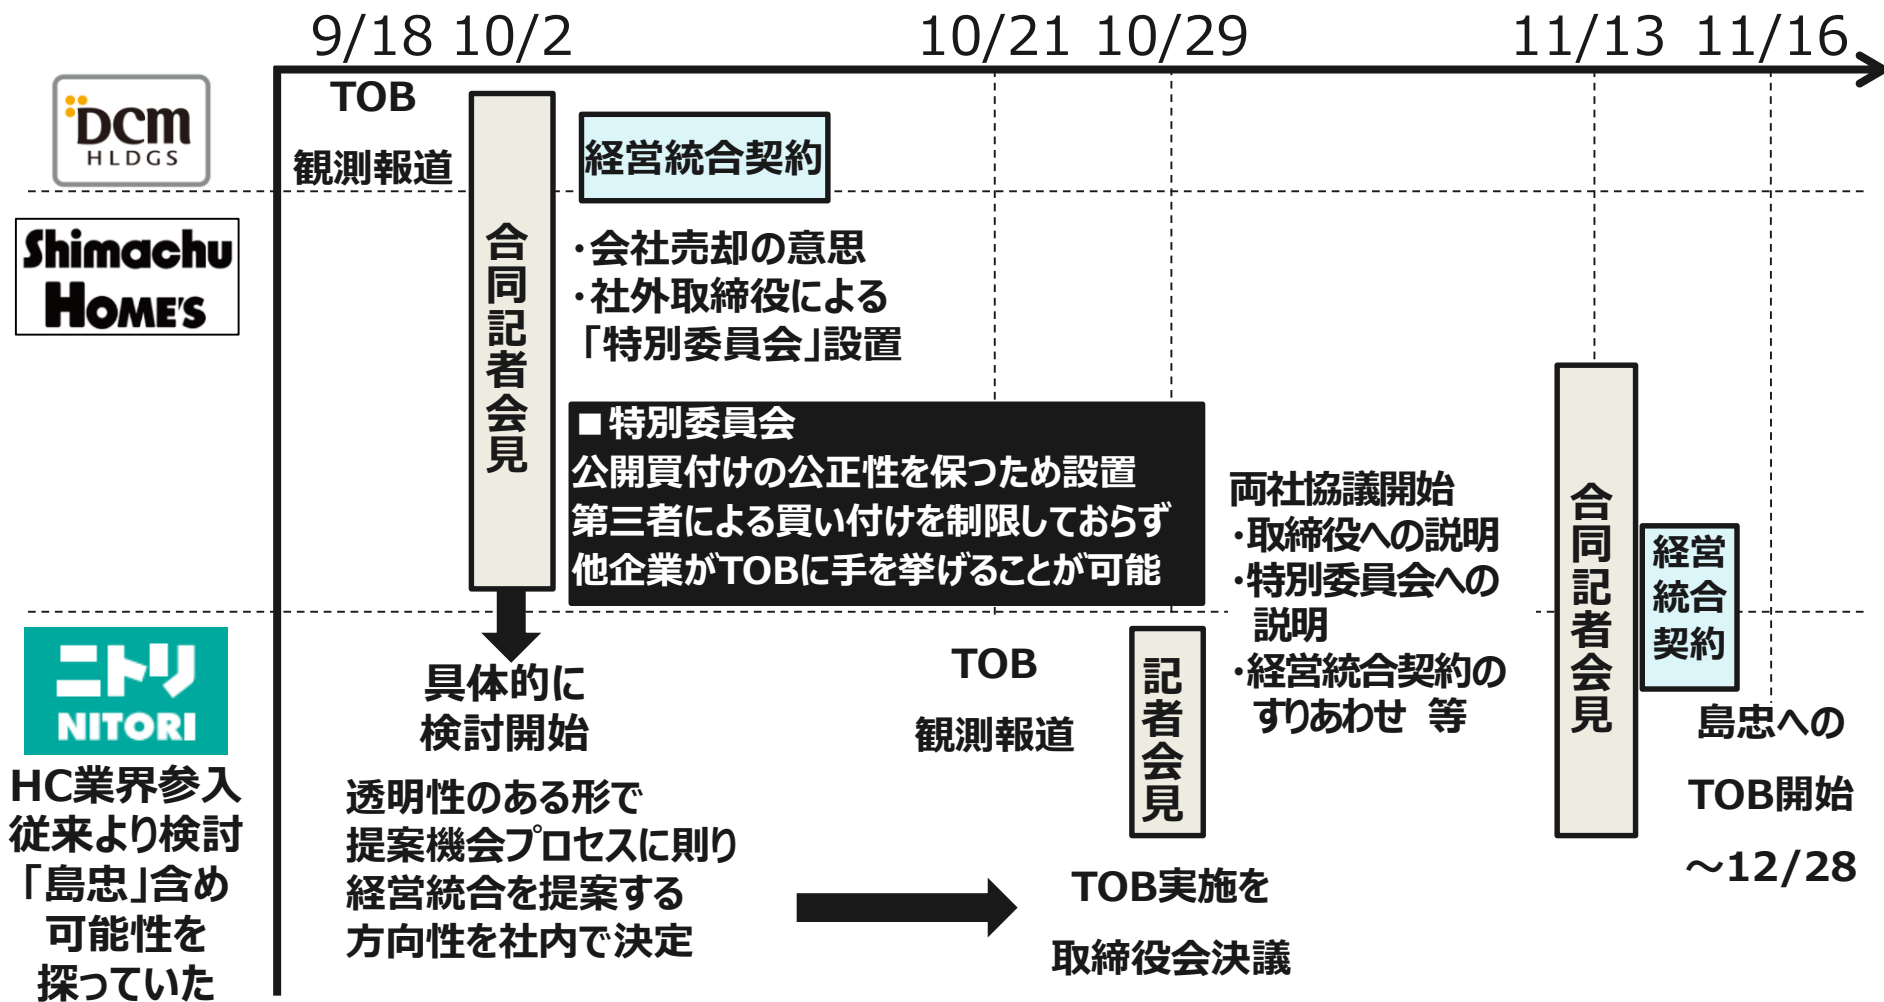 9/18 10/2 10/21 10/29 11/13 11/16
DCM
HLDGS
TOB
観測報道
合同記者会見
経営統合契約
Shimachu
HOME'S
・会社売却の意思
・社外取締役による
「特別委員会」設置
■特別委員会
公開買付けの公正性を保つため設置
第三者による買い付けを制限しておらず
他企業がTOBに手を挙げることが可能
両社協議開始
・取締役への説明
・特別委員会への
説明
・経営統合契約の
すりあわせ 等
合同記者会見
経営
統合
契約
ニトリ
NITORI
HC業界参入
従来より検討
「島忠」含め
可能性を
探っていた
具体的に
検討開始
透明性のある形で
提案機会プロセスに則り
経営統合を提案する
方向性を社内で決定
TOB
観測報道
記者会見
TOB実施を
取締役会決議
島忠への
TOB開始
～12/28